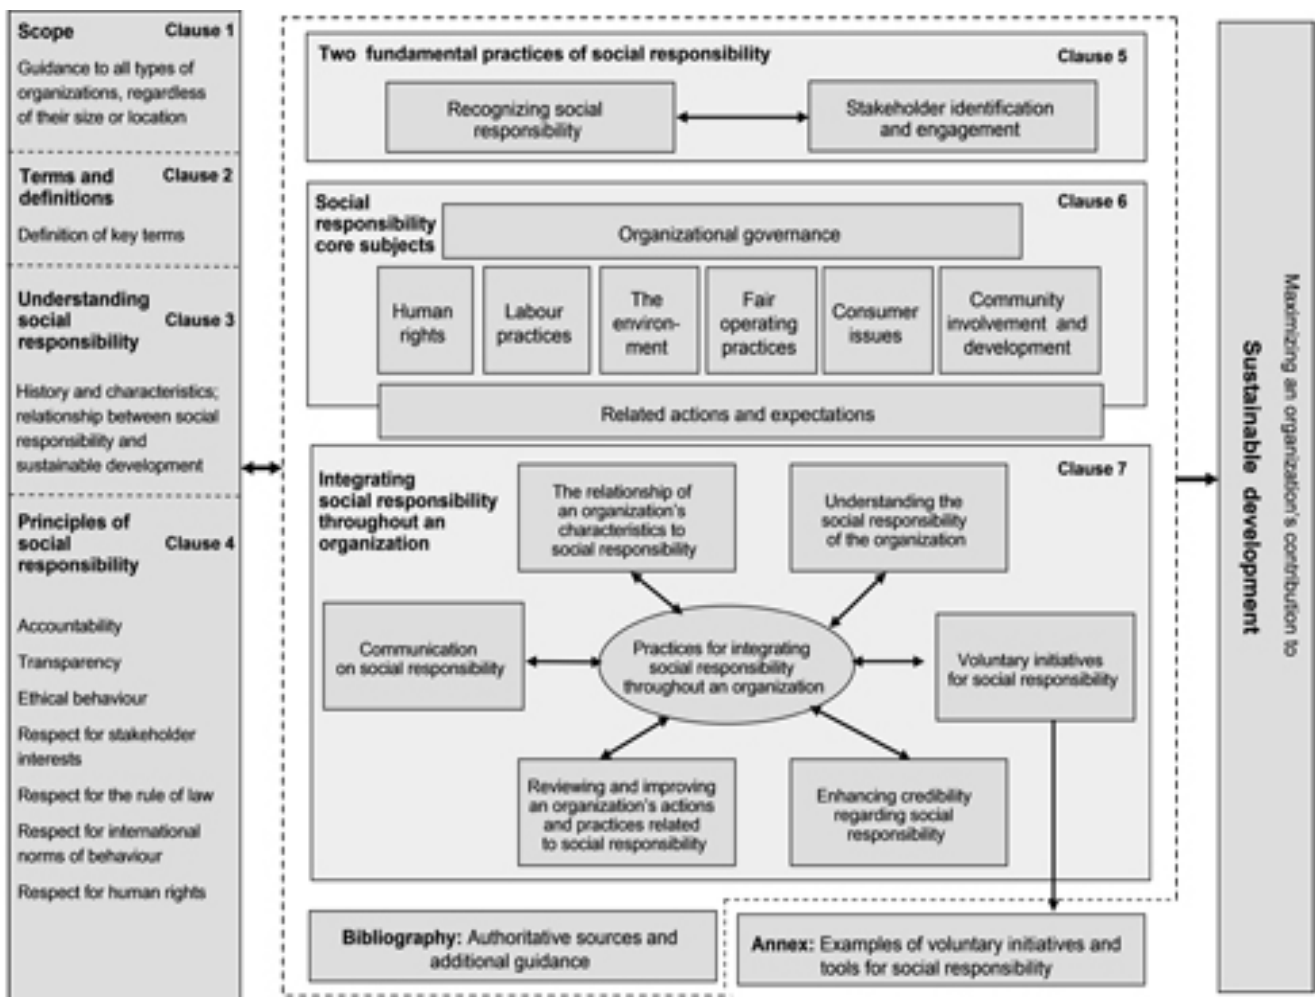 Scope Clause 1
Guidance to all types of
organizations, regardless
of their size or location
Terms and Clause 2
definitions
Definition of key terms
Understanding
social Clause 3
responsibility
History and characteristics;
relationship between social
responsibility and
sustainable development
Principles of
social Clause 4
responsibility
Accountability
Transparency
Ethical behaviour
Respect for stakeholder
interests
Respect for the rule of law
Respect for international
norms of behaviour
Respect for human rights
Two fundamental practices of social responsibility Clause 5
Recognizing social
responsibility
Stakeholder identification
and engagement
Social
responsibility
core subjects
Clause 6
Organizational governance
Human
rights
Labour
practices
The
environ-
ment
Fair
operating
practices
Consumer
issues
Community
involvement and
development
Related actions and expectations
Integrating
social responsibility
throughout an
organization
Clause 7
The relationship of
an organization's
characteristics to
social responsibility
Understanding the
social responsibility
of the organization
Communication
on social responsibility
Practices for integrating
social responsibility
throughout an organization
Voluntary initiatives
for social responsibility
Reviewing and improving
an organization's actions
and practices related
to social responsibility
Enhancing credibility
regarding social
responsibility
Bibliography: Authoritative sources and
additional guidance
Annex: Examples of voluntary initiatives and
tools for social responsibility
Maximizing an organization's contribution to
Sustainable development